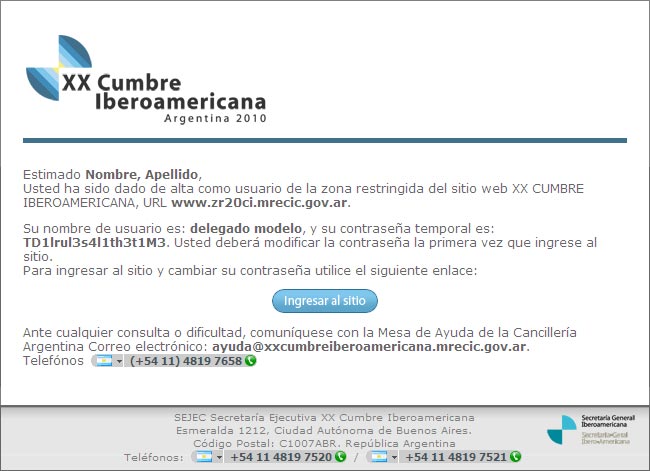 XX Cumbre
Iberoamericana
Argentina 2010
Estimado Nombre, Apellido,
Usted ha sido dado de alta como usuario de la zona restringida del sitio web XX CUMBRE
IBEROAMERICANA, URL www.zr20ci.mrecic.gov.ar.
Su nombre de usuario es: delegado modelo, y su contraseña temporal es:
TD1lrul3s4l1th3t1M3. Usted deberá modificar la contraseña la primera vez que ingrese al
sitio.
Para ingresar al sitio y cambiar su contraseña utilice el siguiente enlace:
Ingresar al sitio
Ante cualquier consulta o dificultad, comuníquese con la Mesa de Ayuda de la Cancillería
Argentina Correo electrónico: ayuda@xxcumbreiberoamericana.mrecic.gov.ar.
Telefónos (+54 11) 4819 7658
SEJEC Secretaría Ejecutiva XX Cumbre Iberoamericana
Esmeralda 1212, Ciudad Autónoma de Buenos Aires.
Código Postal: C1007ABR. República Argentina
Teléfonos: +54 11 4819 7520 / +54 11 4819 7521
Secretaría General
Iberoamericana
Secretaria-Geral
Ibero-Americana